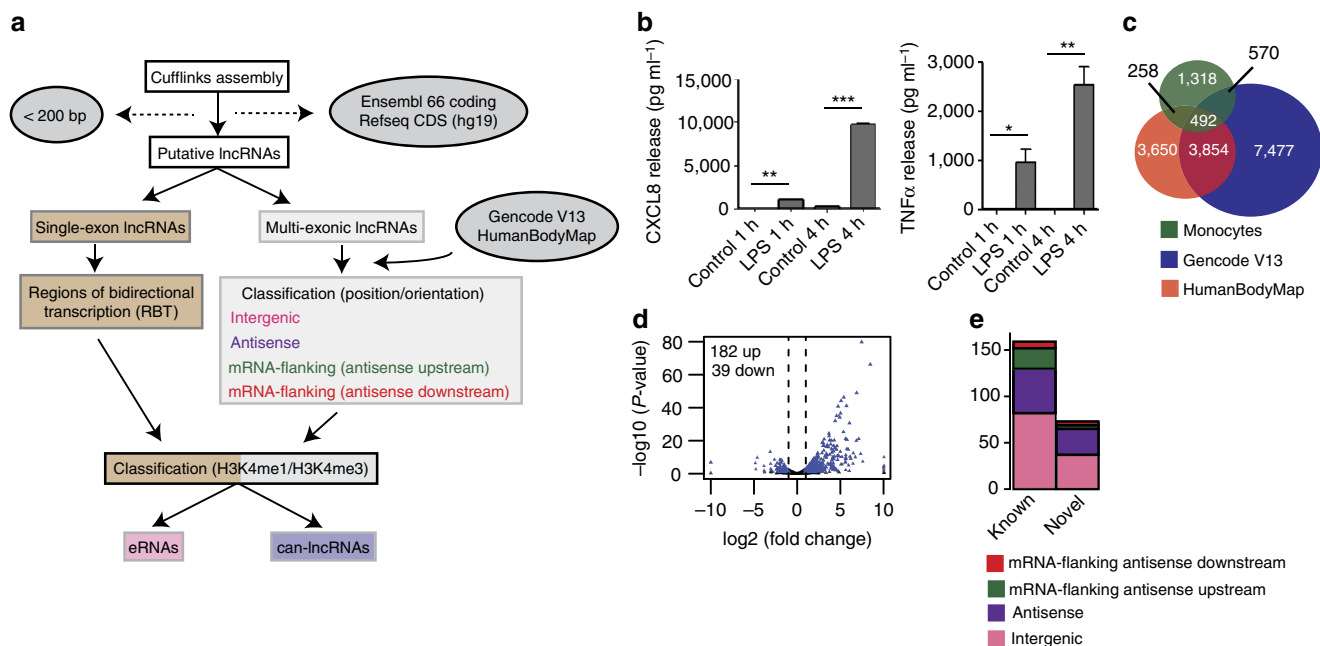 a
Cufflinks assembly
< 200 bp
Ensembl 66 coding
Refseq CDS (hg19)
Putative lncRNAs
Single-exon lncRNAs
Multi-exonic lncRNAs
Gencode V13
HumanBodyMap
Regions of bidirectional
transcription (RBT)
Classification (position/orientation)
Intergenic
Antisense
mRNA-flanking (antisense upstream)
mRNA-flanking (antisense downstream)
Classification (H3K4me1/H3K4me3)
eRNAs
can-lncRNAs
b
CXCL8 release (pg ml−1)
15,000
10,000
5,000
0
**
***
Control 1 h
LPS 1 h
Control 4 h
LPS 4 h
TNFα release (pg ml−1)
3,000
2,000
1,000
0
*
**
Control 1 h
LPS 1 h
Control 4 h
LPS 4 h
c
258
1,318
570
492
3,650
3,854
7,477
Monocytes
Gencode V13
HumanBodyMap
d
−log10 (P-value)
80
60
40
20
0
182 up
39 down
−10
−5
0
5
10
log2 (fold change)
e
150
100
50
0
Known
Novel
mRNA-flanking antisense downstream
mRNA-flanking antisense upstream
Antisense
Intergenic